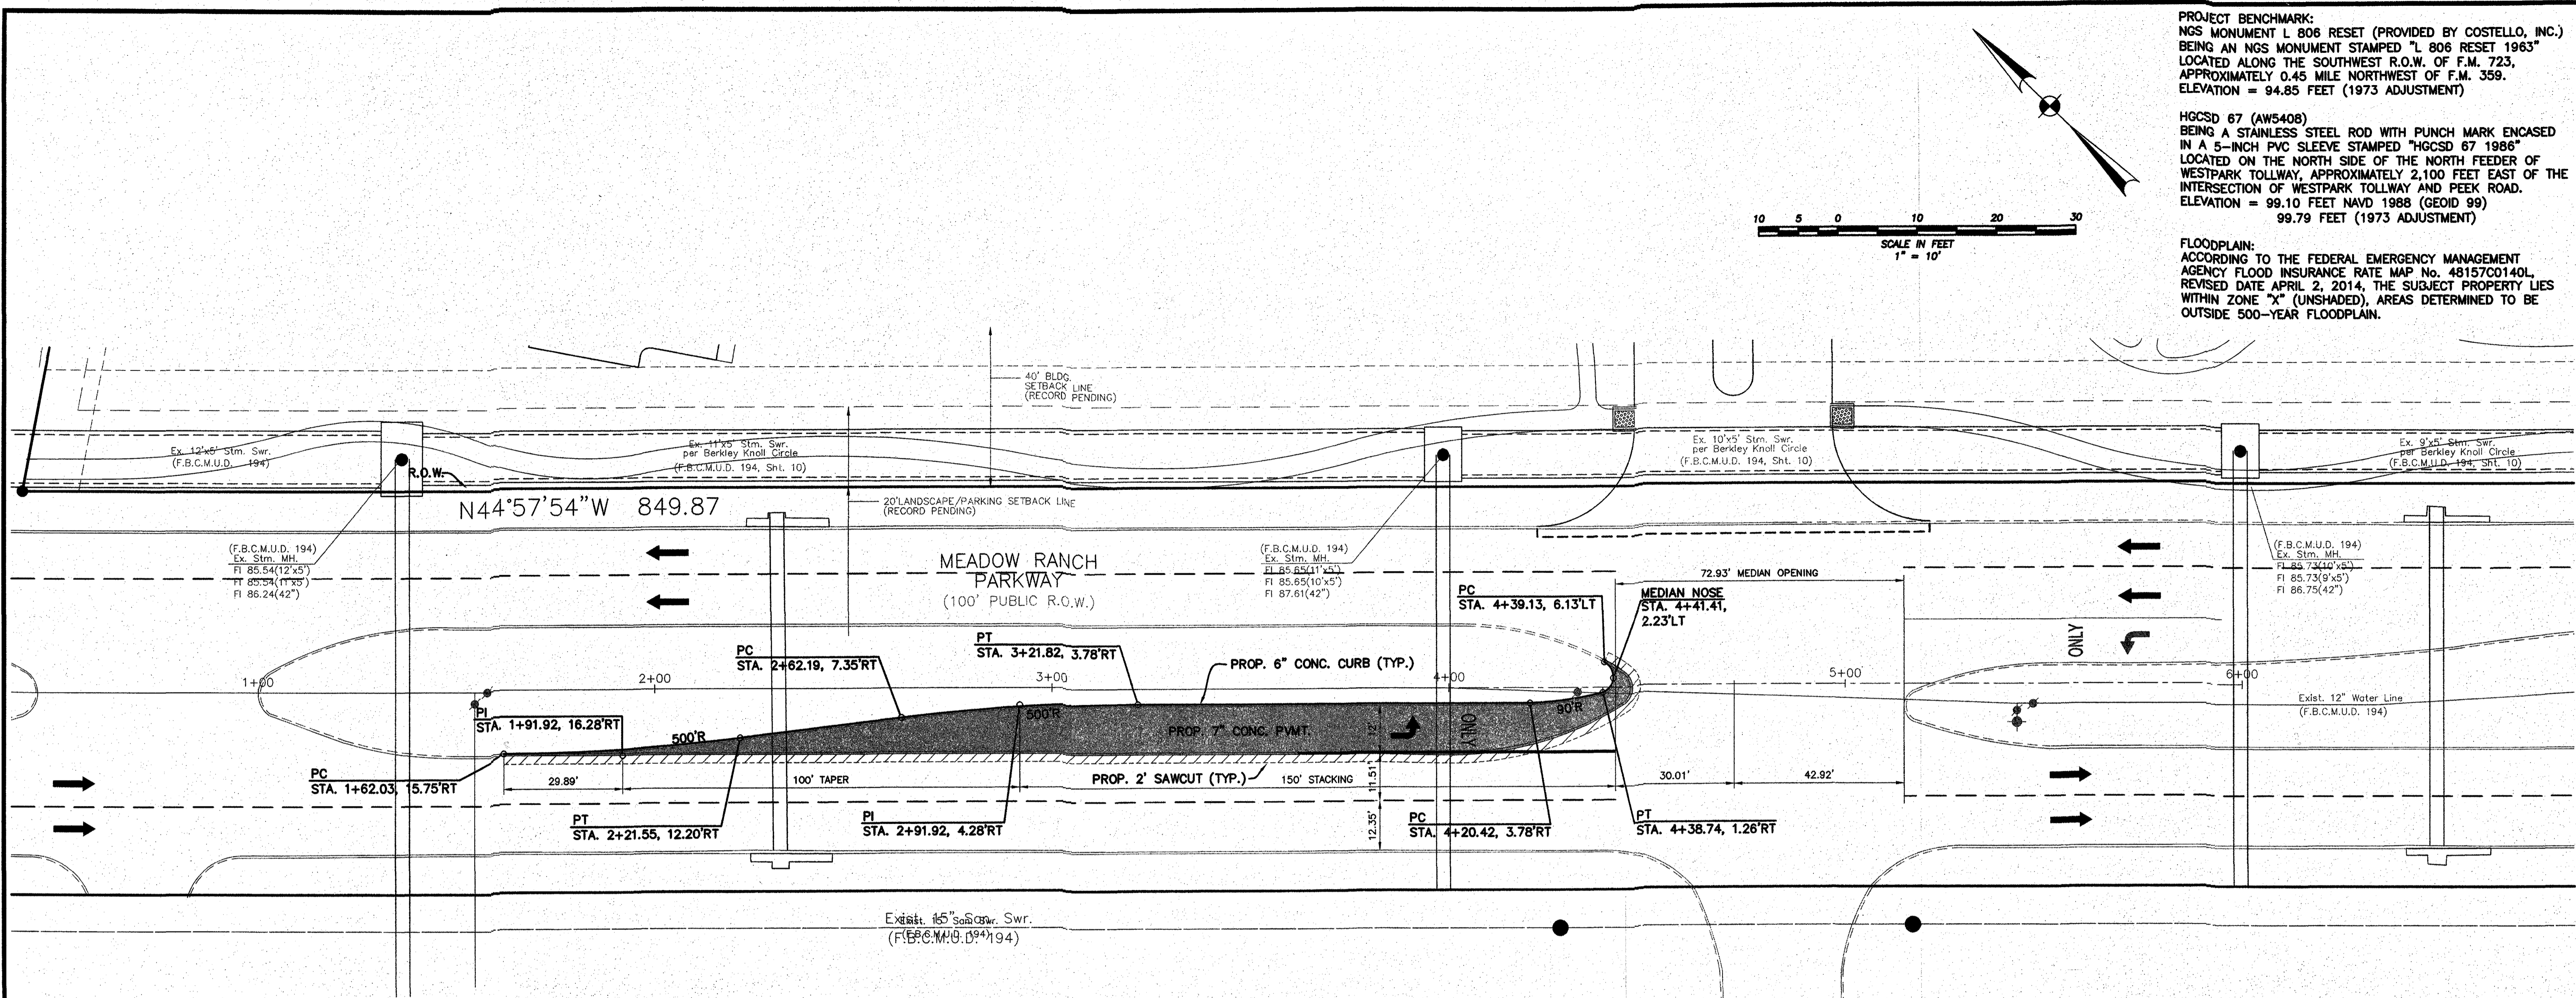 PROJECT BENCHMARK:
NGS MONUMENT L 806 RESET (PROVIDED BY COSTELLO, INC.)
BEING AN NGS MONUMENT STAMPED "L 806 RESET 1963"
LOCATED ALONG THE SOUTHWEST R.O.W. OF F.M. 723,
APPROXIMATELY 0.45 MILE NORTHWEST OF F.M. 359.
ELEVATION = 94.85 FEET (1973 ADJUSTMENT)
HGCSD 67 (AW5408)
BEING A STAINLESS STEEL ROD WITH PUNCH MARK ENCASED
IN A 5-INCH PVC SLEEVE STAMPED "HGCSD 67 1986"
LOCATED ON THE NORTH SIDE OF THE NORTH FEEDER OF
WESTPARK TOLLWAY, APPROXIMATELY 2,100 FEET EAST OF THE
INTERSECTION OF WESTPARK TOLLWAY AND PEEK ROAD.
ELEVATION = 99.10 FEET NAVD 1988 (GEOID 99)
99.79 FEET (1973 ADJUSTMENT)
FLOODPLAIN:
ACCORDING TO THE FEDERAL EMERGENCY MANAGEMENT
AGENCY FLOOD INSURANCE RATE MAP No. 48157C0140L,
REVISED DATE APRIL 2, 2014, THE SUBJECT PROPERTY LIES
WITHIN ZONE "X" (UNSHADED), AREAS DETERMINED TO BE
OUTSIDE 500-YEAR FLOODPLAIN.
10 5 0 10 20 30
SCALE IN FEET
1" = 10'
40' BLDG.
SETBACK LINE
(RECORD PENDING)
Ex. 12'x5' Stm. Swr.
(F.B.C.M.U.D. 194)
R.O.W.
Ex. 11'x5' Stm. Swr.
per Berkley Knoll Circle
(F.B.C.M.U.D. 194, Sht. 10)
Ex. 10'x5' Stm. Swr.
per Berkley Knoll Circle
(F.B.C.M.U.D. 194, Sht. 10)
Ex. 9'x5' Stm. Swr.
per Berkley Knoll Circle
(F.B.C.M.U.D. 194, Sht. 10)
N44°57'54"W 849.87
20'LANDSCAPE/PARKING SETBACK LINE
(RECORD PENDING)
(F.B.C.M.U.D. 194)
Ex. Stm. MH.
Fl 85.54(12'x5')
Fl 85.54(11'x5')
Fl 86.24(42")
MEADOW RANCH
PARKWAY
(100' PUBLIC R.O.W.)
(F.B.C.M.U.D. 194)
Ex. Stm. MH.
Fl 85.65(11'x5')
Fl 85.65(10'x5')
Fl 87.61(42")
(F.B.C.M.U.D. 194)
Ex. Stm. MH.
Fl 85.73(10'x5')
Fl 85.73(9'x5')
Fl 86.75(42")
72.93' MEDIAN OPENING
PC
STA. 4+39.13, 6.13'LT
MEDIAN NOSE
STA. 4+41.41,
2.23'LT
PC
STA. 2+62.19, 7.35'RT
PT
STA. 3+21.82, 3.78'RT
PROP. 6" CONC. CURB (TYP.)
ONLY
1+00
2+00
3+00
4+00
5+00
6+00
PI
STA. 1+91.92, 16.28'RT
500'R
500'R
PROP. 7" CONC. PVMT.
12'
ONLY
90'R
Exist. 12" Water Line
(F.B.C.M.U.D. 194)
PC
STA. 1+62.03, 15.75'RT
29.89'
100' TAPER
PROP. 2' SAWCUT (TYP.)
150' STACKING
11.51'
30.01'
42.92'
PT
STA. 2+21.55, 12.20'RT
PI
STA. 2+91.92, 4.28'RT
12.35'
PC
STA. 4+20.42, 3.78'RT
PT
STA. 4+38.74, 1.26'RT
Exist. 15" San. Swr.
(F.B.C.M.U.D. 194)